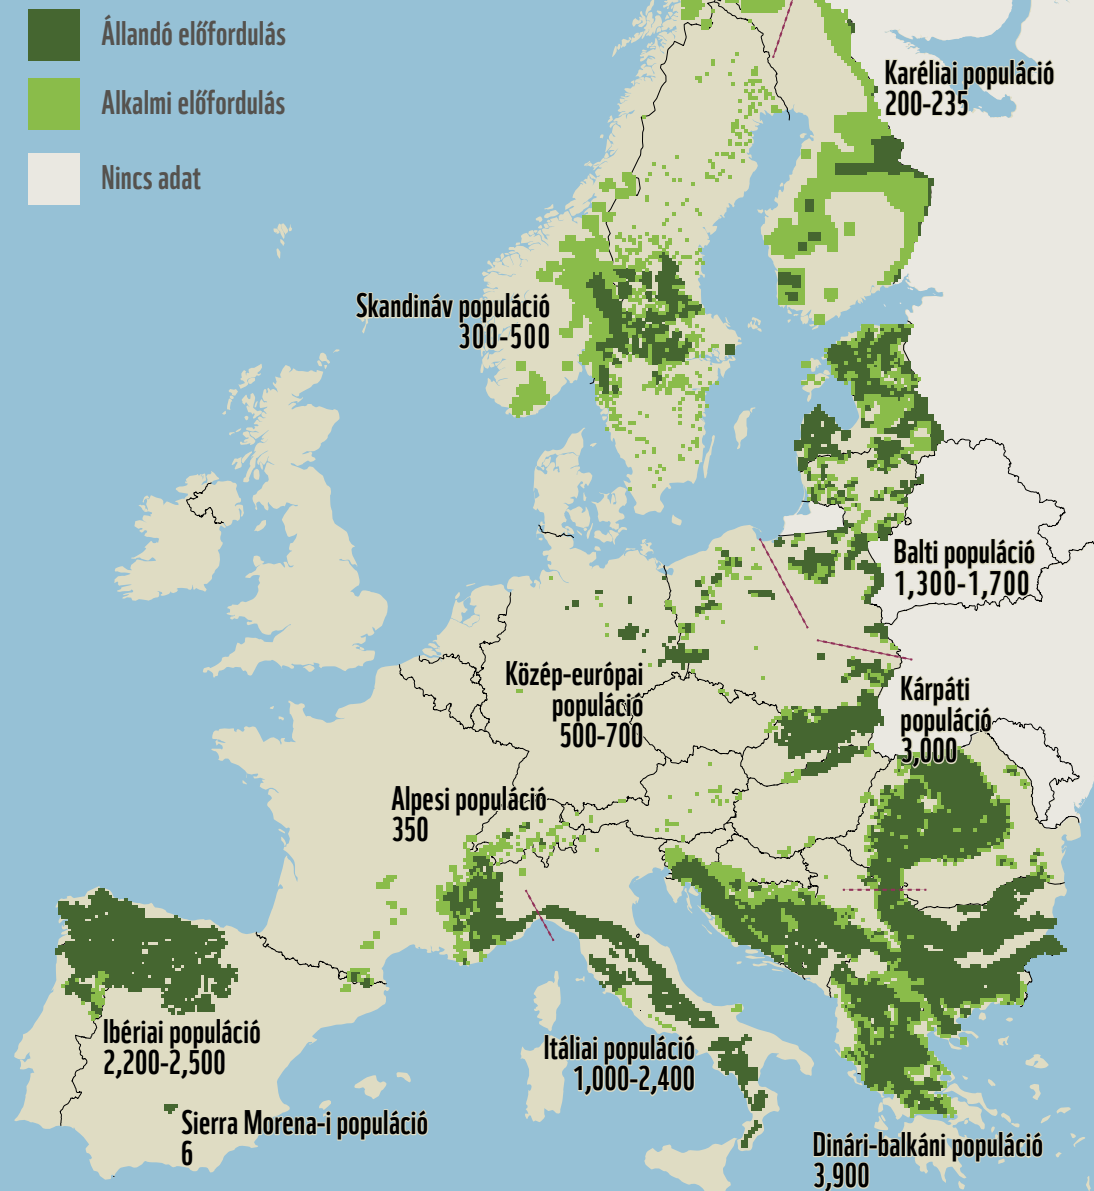 Állandó előfordulás
Alkalmi előfordulás
Nincs adat
Karéliai populáció
200-235
Skandináv populáció
300-500
Balti populáció
1,300-1,700
Közép-európai
populáció
500-700
Kárpáti
populáció
3,000
Alpesi populáció
350
Ibériai populáció
2,200-2,500
Itáliai populáció
1,000-2,400
Sierra Morena-i populáció
6
Dinári-balkáni populáció
3,900